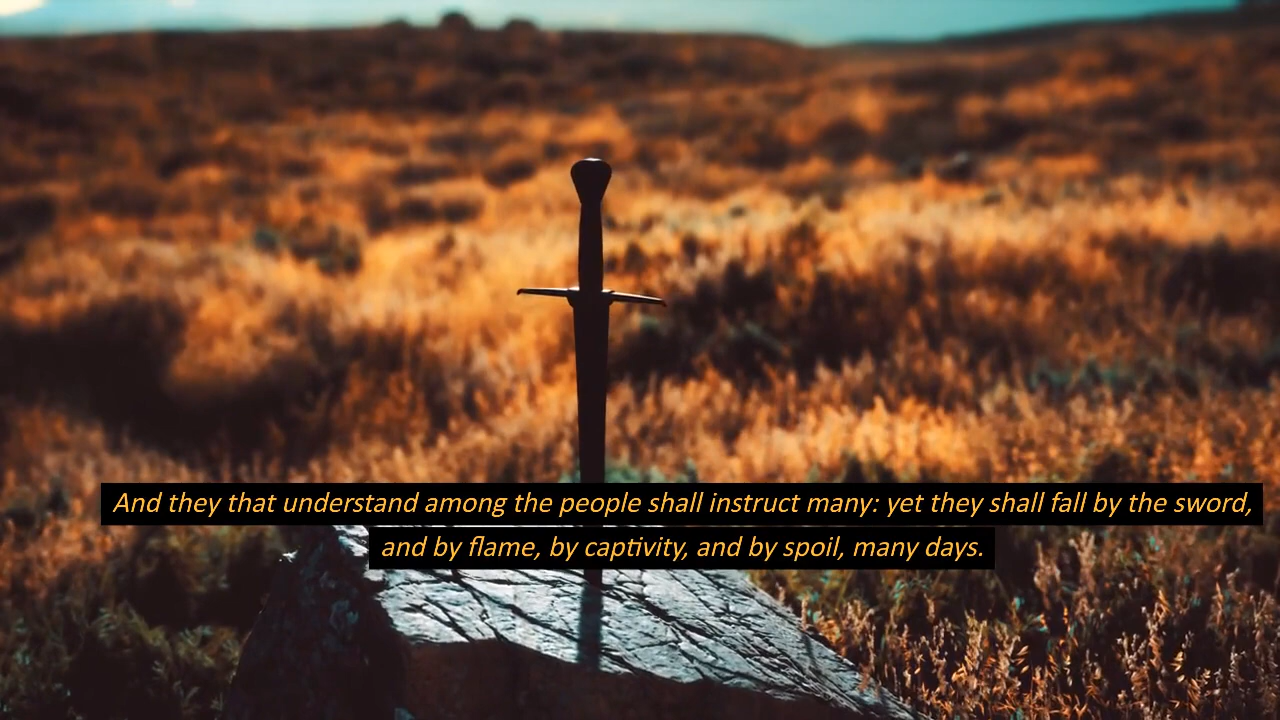 And they that understand among the people shall instruct many: yet they shall fall by the sword,
and by flame, by captivity, and by spoil, many days.